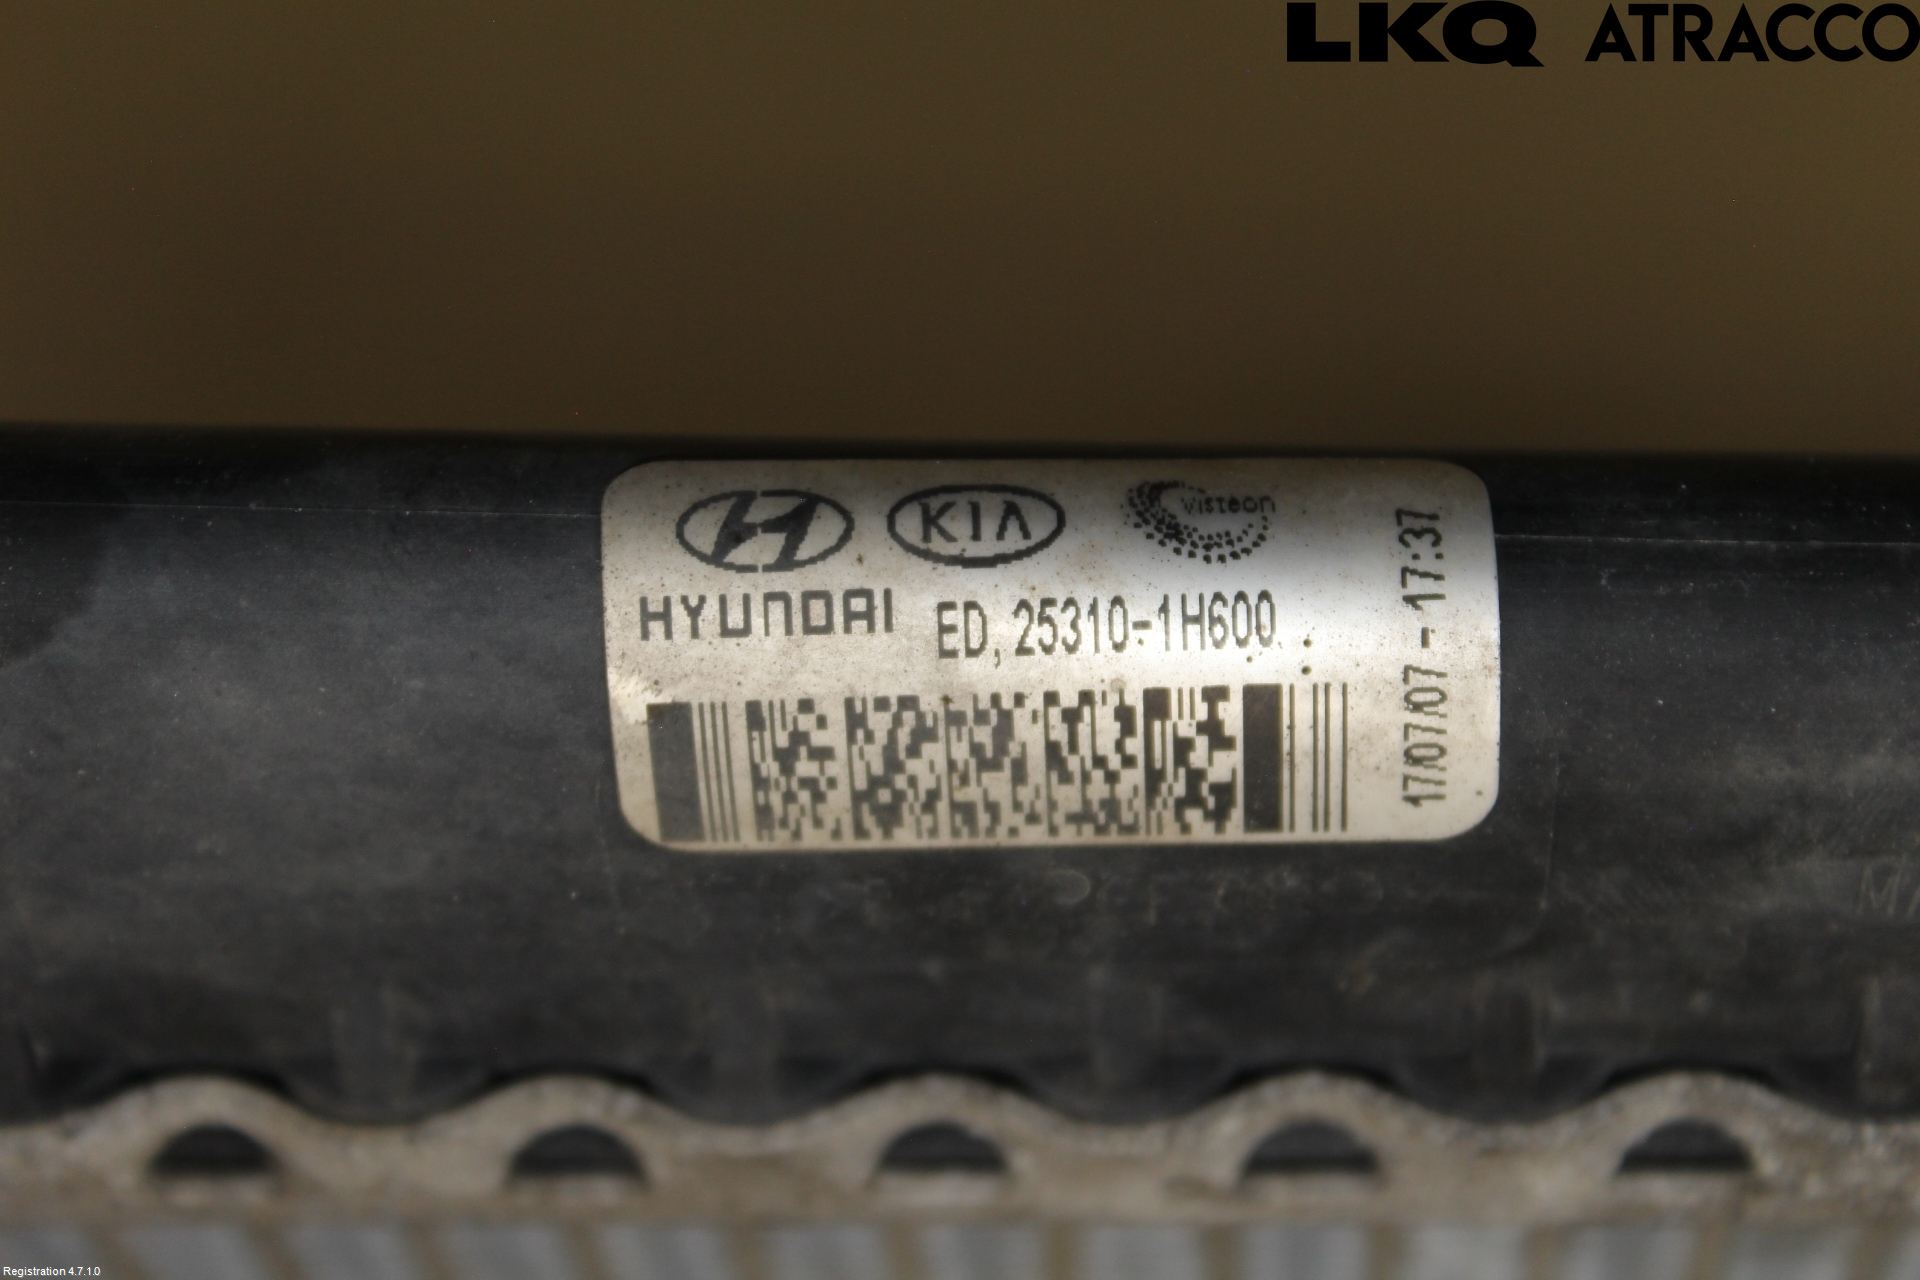 LKQ ATRACCO
KIA
visteon
HYUNDAI
ED, 25310-1H600
17/07/07 - 17:37
Registration 4.7.1.0